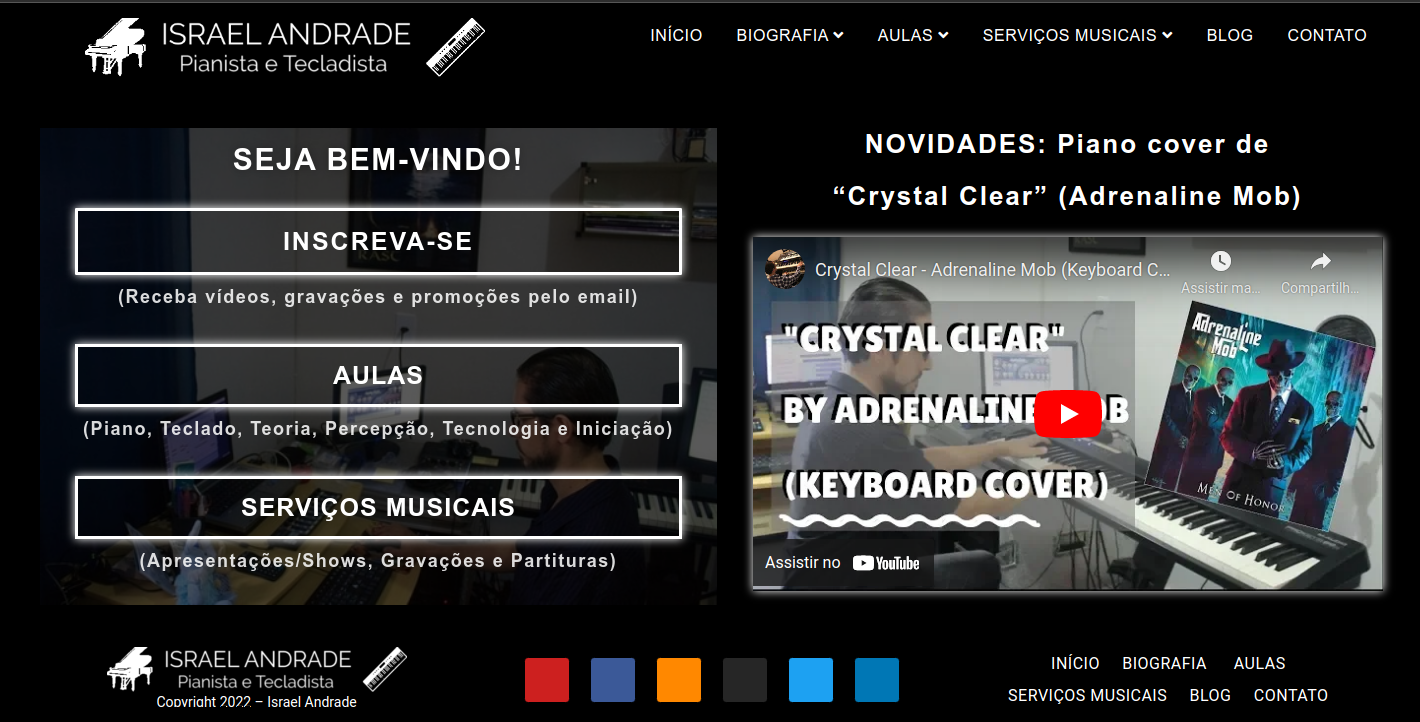 ISRAEL ANDRADE
Pianista e Tecladista
INÍCIO BIOGRAFIA AULAS SERVIÇOS MUSICAIS BLOG CONTATO
SEJA BEM-VINDO!
INSCREVA-SE
(Receba vídeos, gravações e promoções pelo email)
AULAS
(Piano, Teclado, Teoria, Percepção, Tecnologia e Iniciação)
SERVIÇOS MUSICAIS
(Apresentações/Shows, Gravações e Partituras)
RASC
NOVIDADES: Piano cover de
“Crystal Clear” (Adrenaline Mob)
Crystal Clear - Adrenaline Mob (Keyboard C...
Assistir ma...
Compartilh...
"CRYSTAL CLEAR"
BY ADRENALINE MOB
(KEYBOARD COVER)
Adrenaline
Mob
MEN OF HONOR
Assistir no YouTube
ISRAEL ANDRADE
Pianista e Tecladista
Copyright 2022 – Israel Andrade
INÍCIO BIOGRAFIA AULAS
SERVIÇOS MUSICAIS BLOG CONTATO